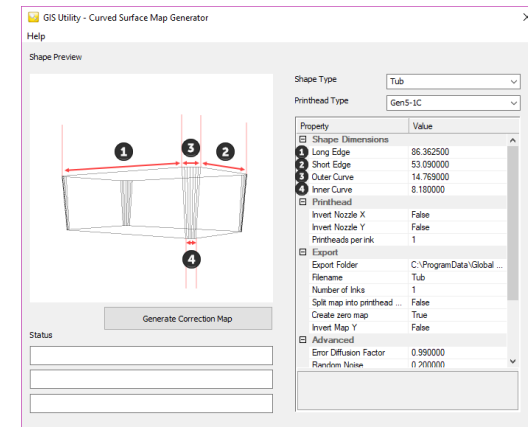 GIS Utility - Curved Surface Map Generator
Help
Shape Preview
1
3
2
4
Generate Correction Map
Status
Shape Type
Tub
Printhead Type
Gen5-1C
Property Value
Shape Dimensions
1 Long Edge 86.362500
2 Short Edge 53.090000
3 Outer Curve 14.769000
4 Inner Curve 8.180000
Printhead
Invert Nozzle X False
Invert Nozzle Y False
Printheads per ink 1
Export
Export Folder C:\ProgramData\Global ...
Filename Tub
Number of Inks 1
Split map into printhead ... False
Create zero map True
Invert Map Y False
Advanced
Error Diffusion Factor 0.990000
Random Noise 0.200000